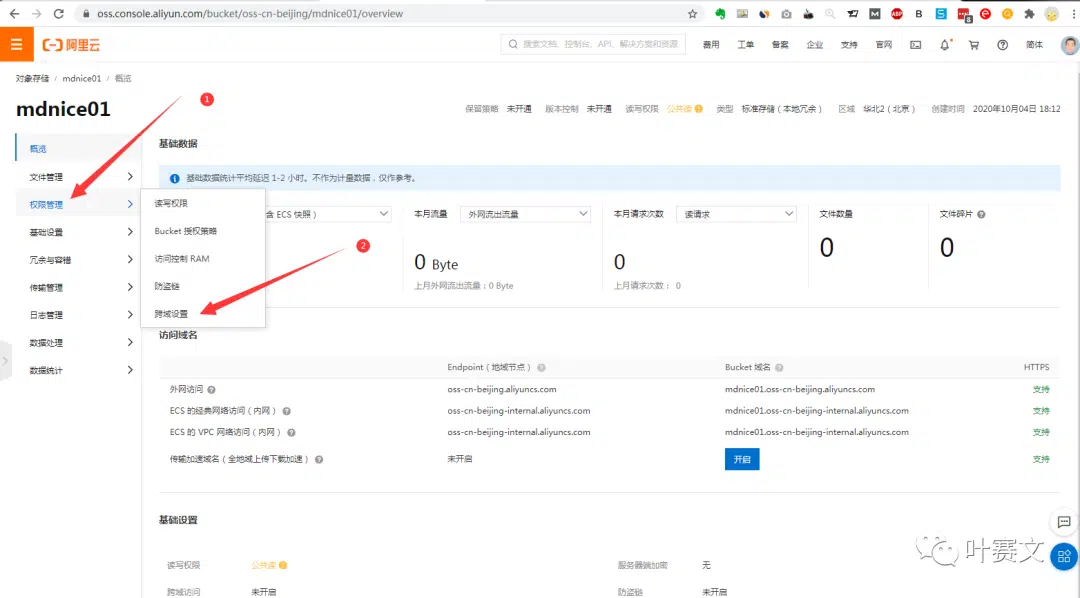 oss.console.aliyun.com/bucket/oss-cn-beijing/mdnice01/overview
阿里云
搜索文档、控制台、API、解决方案和资源
费用 工单 备案 企业 支持 官网 简体
对象存储 / mdnice01 / 概览
1
mdnice01
保留策略 未开通 版本控制 未开通 读写权限 公共读 类型 标准存储（本地冗余） 区域 华北2（北京） 创建时间 2020年10月04日 18:12
概览
文件管理
权限管理
基础设置
冗余与容错
传输管理
日志管理
数据处理
数据统计
读写权限
Bucket 授权策略
访问控制 RAM
防盗链
跨域设置
2
基础数据
基础数据统计平均延迟 1-2 小时。不作为计量数据，仅作参考。
含 ECS 快照）
本月流量 外网流出流量
0 Byte
上月外网流出流量：0 Byte
本月请求次数 读请求
0
上月请求次数： 0
文件数量
0
文件碎片
0
访问域名
Endpoint（地域节点） Bucket 域名 HTTPS
外网访问 oss-cn-beijing.aliyuncs.com mdnice01.oss-cn-beijing.aliyuncs.com 支持
ECS 的经典网络访问（内网） oss-cn-beijing-internal.aliyuncs.com mdnice01.oss-cn-beijing-internal.aliyuncs.com 支持
ECS 的 VPC 网络访问（内网） oss-cn-beijing-internal.aliyuncs.com mdnice01.oss-cn-beijing-internal.aliyuncs.com 支持
传输加速域名（全地域上传下载加速） 未开启 开启 支持
基础设置
读写权限 公共读 服务器端加密 无
跨域访问 未开启 防盗链 未开启
叶赛文